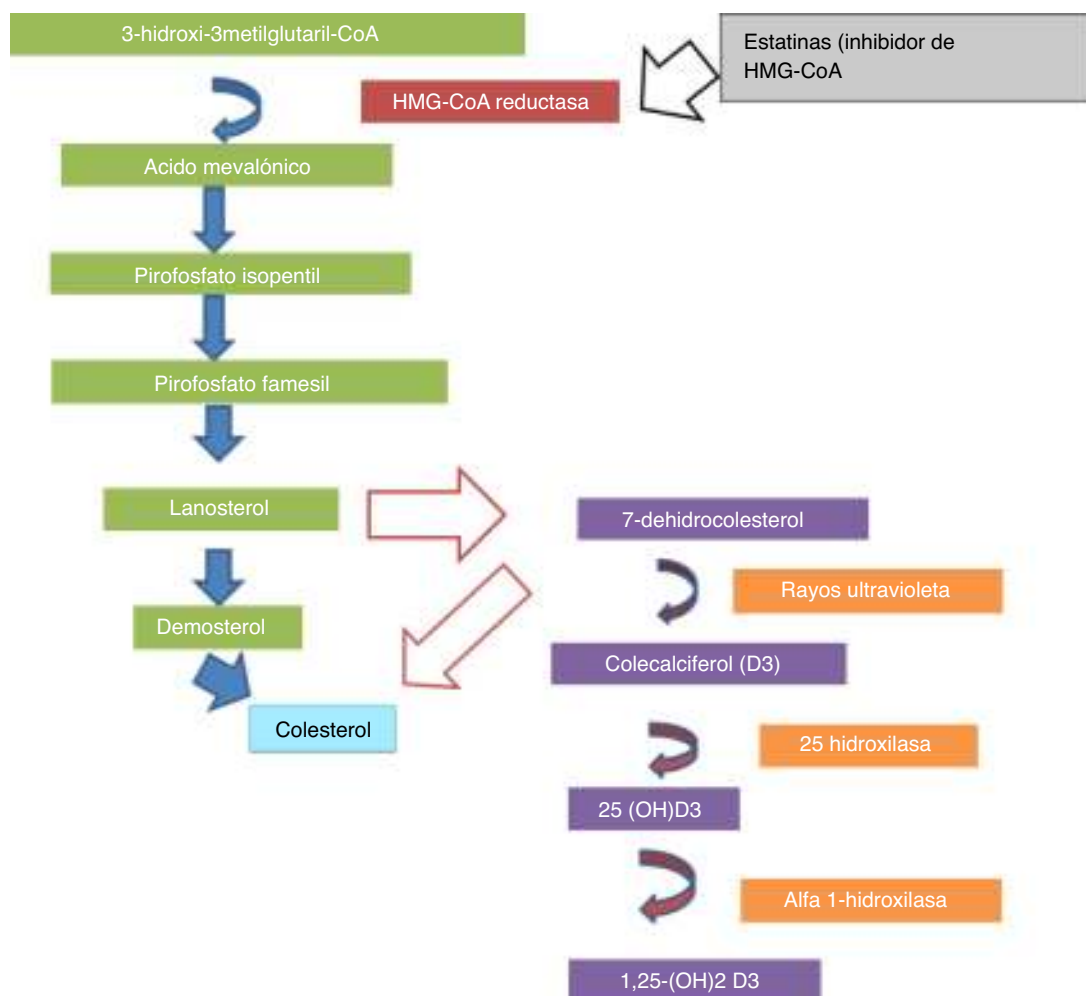 3-hidroxi-3metilglutaril-CoA
Estatinas (inhibidor de
HMG-CoA
HMG-CoA reductasa
Acido mevalónico
Pirofosfato isopentil
Pirofosfato famesil
Lanosterol
7-dehidrocolesterol
Rayos ultravioleta
Demosterol
Colecalciferol (D3)
Colesterol
25 hidroxilasa
25 (OH)D3
Alfa 1-hidroxilasa
1,25-(OH)2 D3